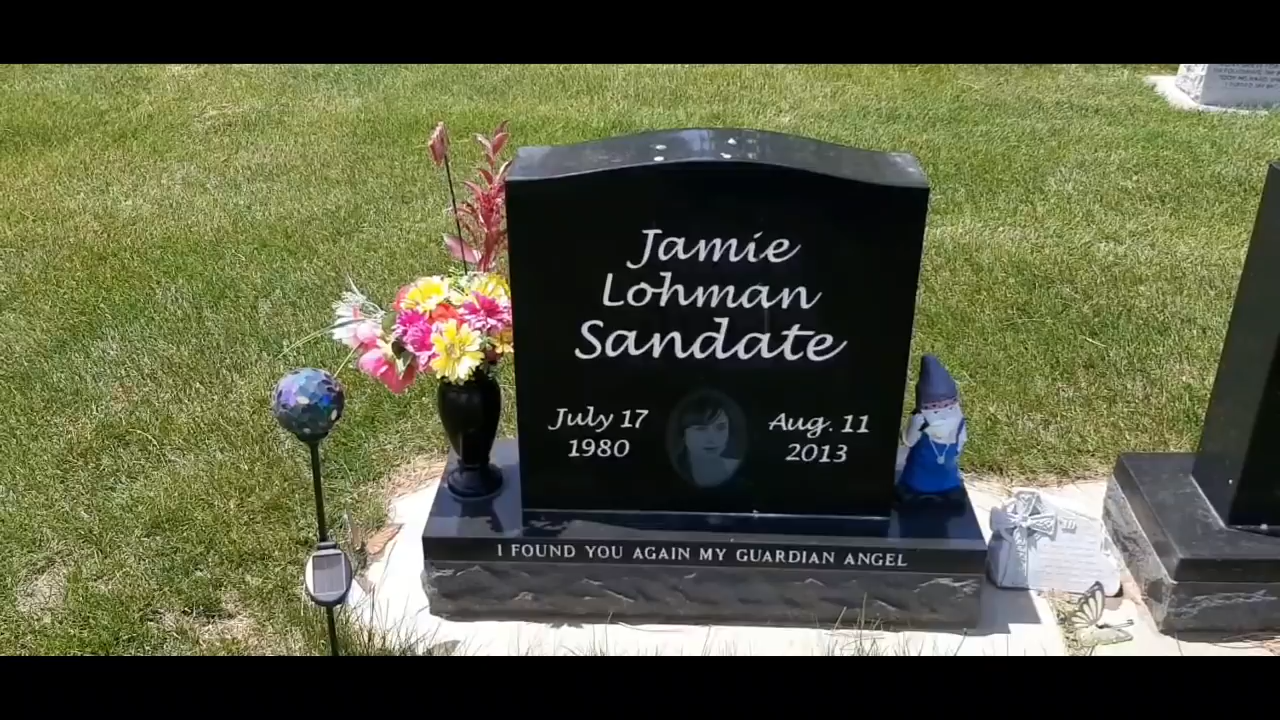 Jamie
Lohman
Sandate
July 17
1980
Aug. 11
2013
I FOUND YOU AGAIN MY GUARDIAN ANGEL